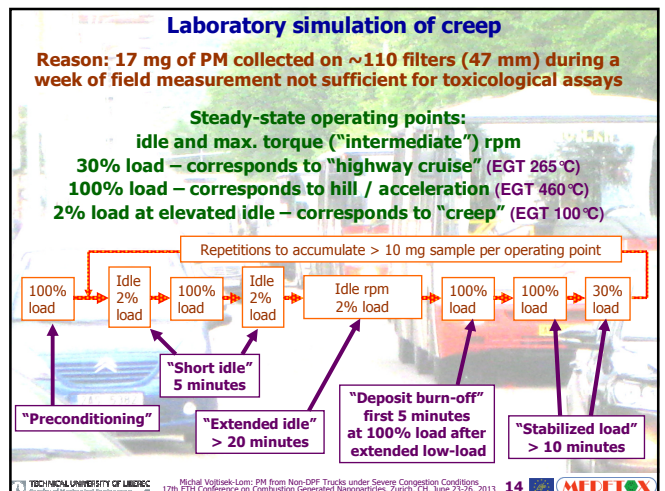 Laboratory simulation of creep
Reason: 17 mg of PM collected on ~110 filters (47 mm) during a
week of field measurement not sufficient for toxicological assays
Steady-state operating points:
idle and max. torque ("intermediate") rpm
30% load – corresponds to "highway cruise" (EGT 265°C)
100% load – corresponds to hill / acceleration (EGT 460°C)
2% load at elevated idle – corresponds to "creep" (EGT 100°C)
Repetitions to accumulate > 10 mg sample per operating point
100%
load
Idle
2%
load
100%
load
Idle
2%
load
Idle rpm
2% load
100%
load
100%
load
30%
load
"Short idle"
5 minutes
"Preconditioning"
"Extended idle"
> 20 minutes
"Deposit burn-off"
first 5 minutes
at 100% load after
extended low-load
"Stabilized load"
> 10 minutes
TECHNICAL UNIVERSITY OF LIBEREC
Michal Vojtisek-Lom: PM from Non-DPF Trucks under Severe Congestion Conditions
17th ETH Conference on Combustion Generated Nanoparticles, Zurich, CH, June 23-26, 2013
14
MEDETOX